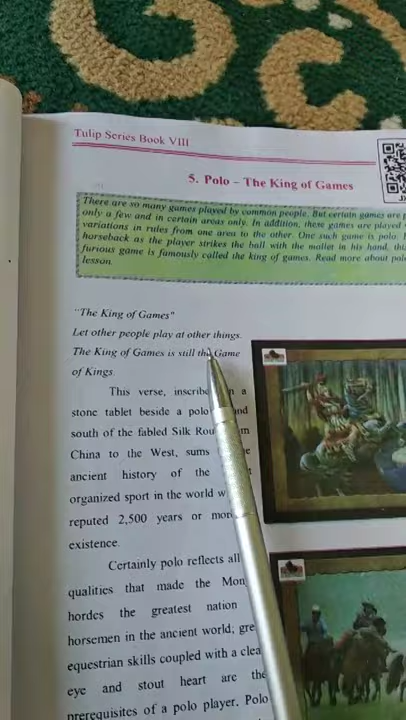 Tulip Series Book VIII
5. Polo – The King of Games
There are so many games played by common people. But certain games are
only a few and in certain areas only. In addition, these games are played
variations in rules from one area to the other. One such game is polo.
horseback as the player strikes the ball with the mallet in his hand,
furious game is famously called the king of games. Read more about
lesson.
"The King of Games"
Let other people play at other things.
The King of Games is still the Game
of Kings.
This verse, a
stone tablet beside a polo
south of the fabled Silk
China to the West, sums
ancient history of the
organized sport in the world
reputed 2,500 years or
existence.
Certainly polo reflects all
qualities that made the
hordes the greatest nation
horsemen in the ancient world;
equestrian skills coupled with a
eye and stout heart are the
prerequisites of a polo player. Polo